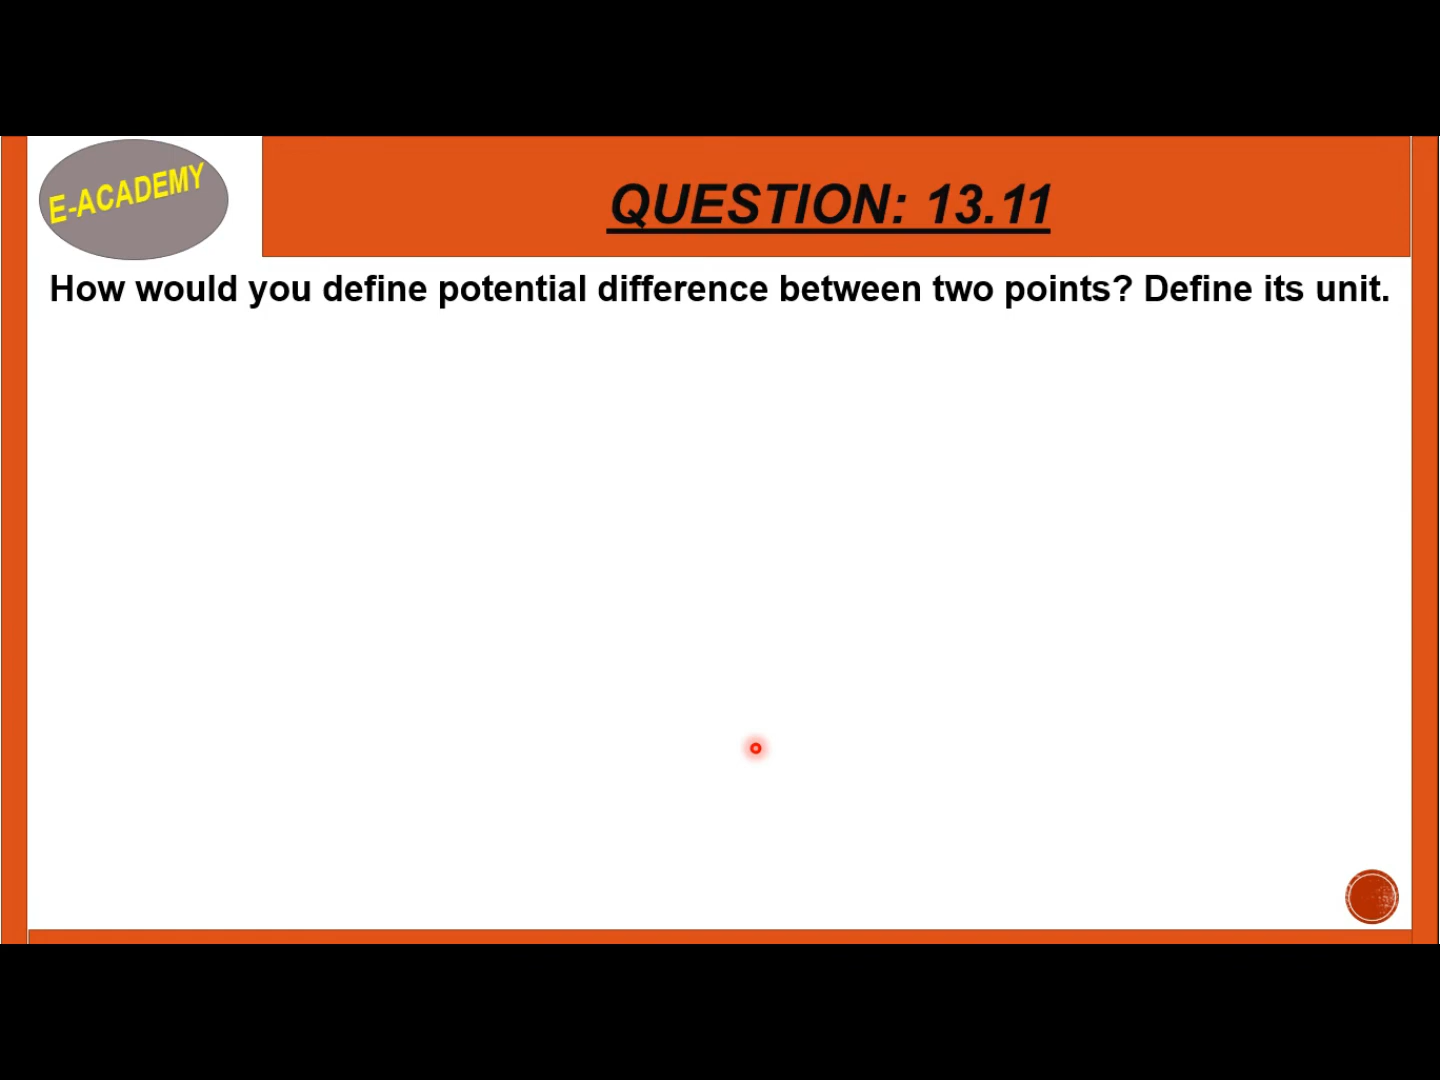 E-ACADEMY
QUESTION: 13.11
How would you define potential difference between two points? Define its unit.